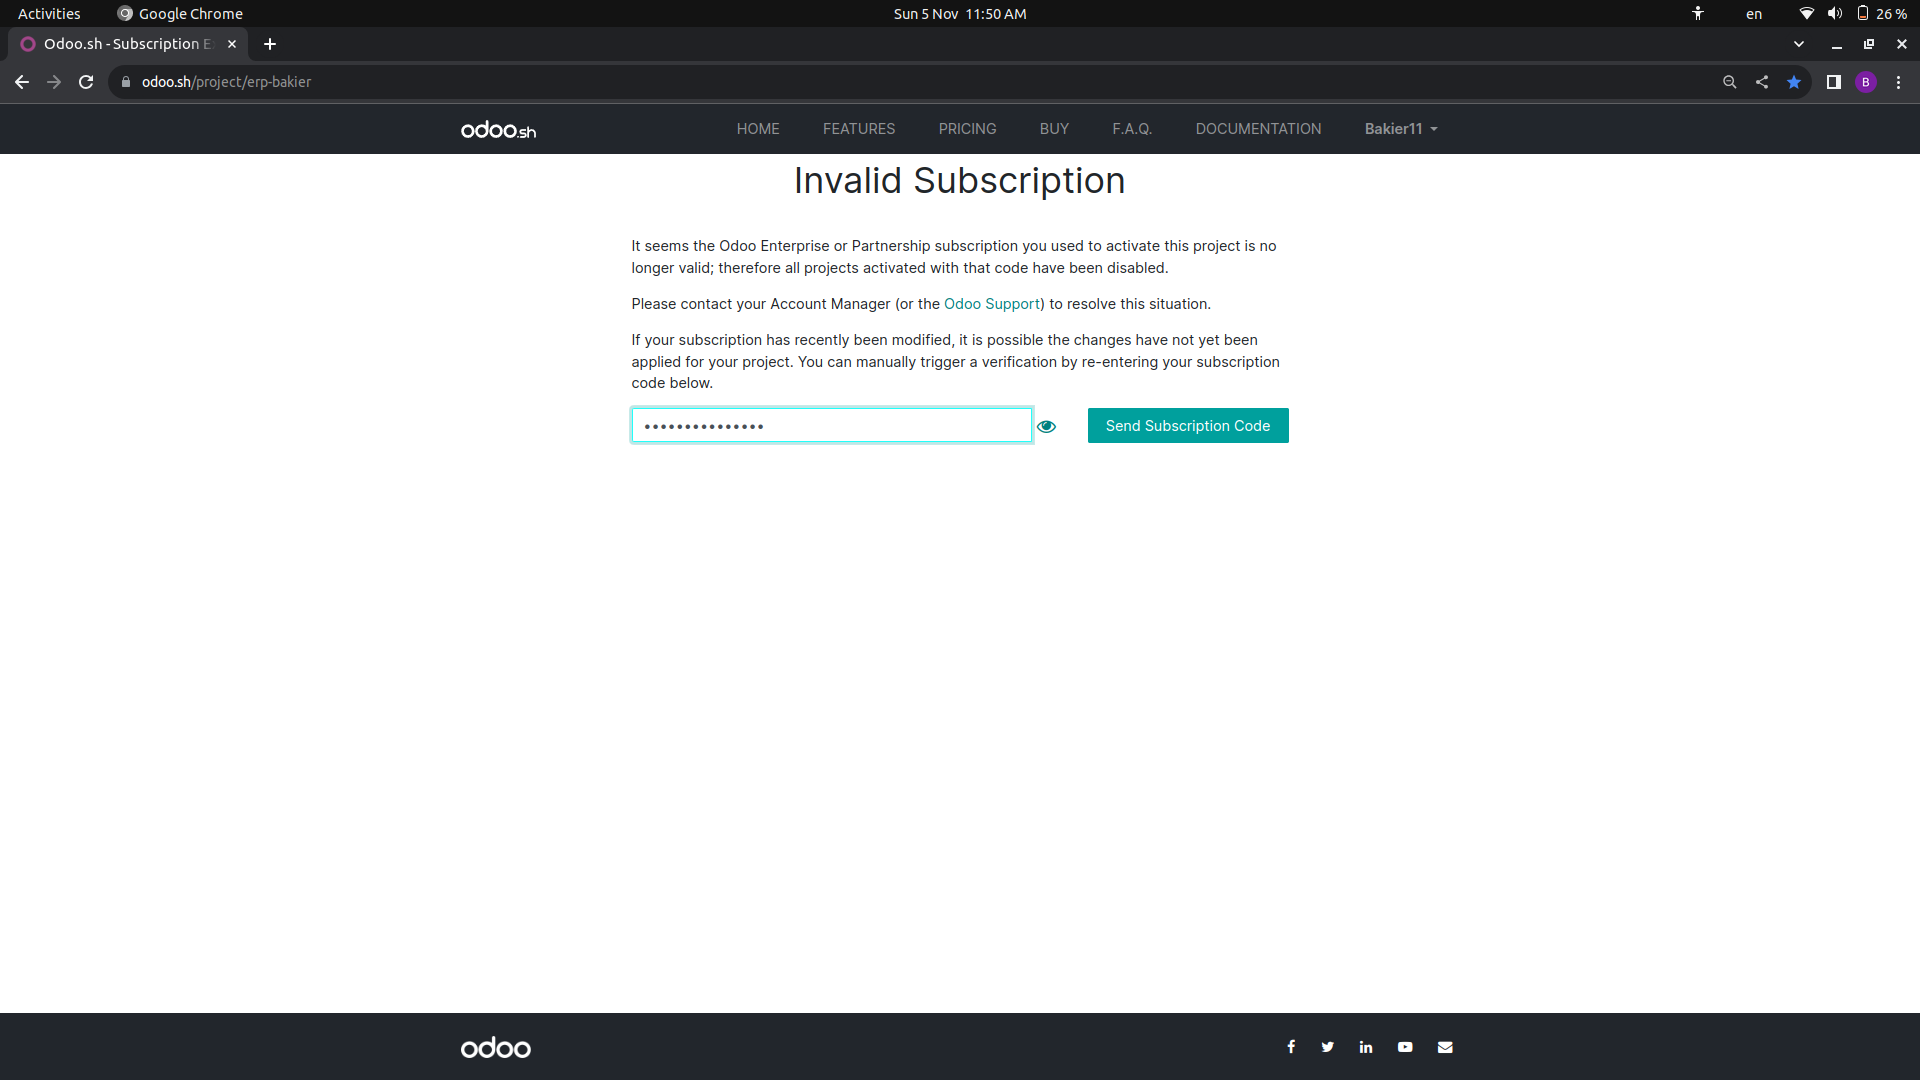 Activities
Google Chrome
Sun 5 Nov 11:50 AM
en
26 %
Odoo.sh - Subscription E
odoo.sh/project/erp-bakier
B
odoo.sh
HOME
FEATURES
PRICING
BUY
F.A.Q.
DOCUMENTATION
Bakier11
Invalid Subscription
It seems the Odoo Enterprise or Partnership subscription you used to activate this project is no
longer valid; therefore all projects activated with that code have been disabled.
Please contact your Account Manager (or the Odoo Support) to resolve this situation.
If your subscription has recently been modified, it is possible the changes have not yet been
applied for your project. You can manually trigger a verification by re-entering your subscription
code below.
•••••••••••••••
Send Subscription Code
odoo